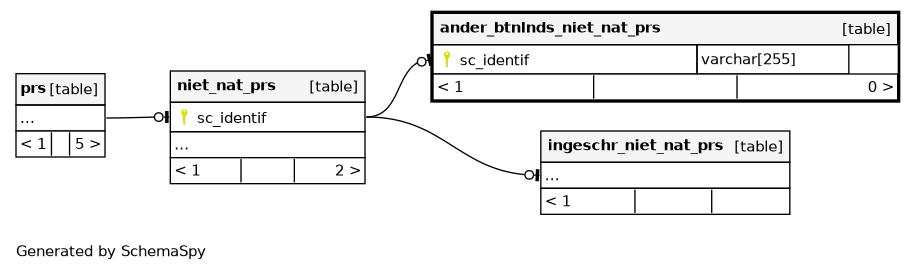 prs [table]
...
< 1 5 >
niet_nat_prs [table]
sc_identif
...
< 1 2 >
ander_btnlnds_niet_nat_prs [table]
sc_identif varchar[255]
< 1 0 >
ingeschr_niet_nat_prs [table]
...
< 1
Generated by SchemaSpy